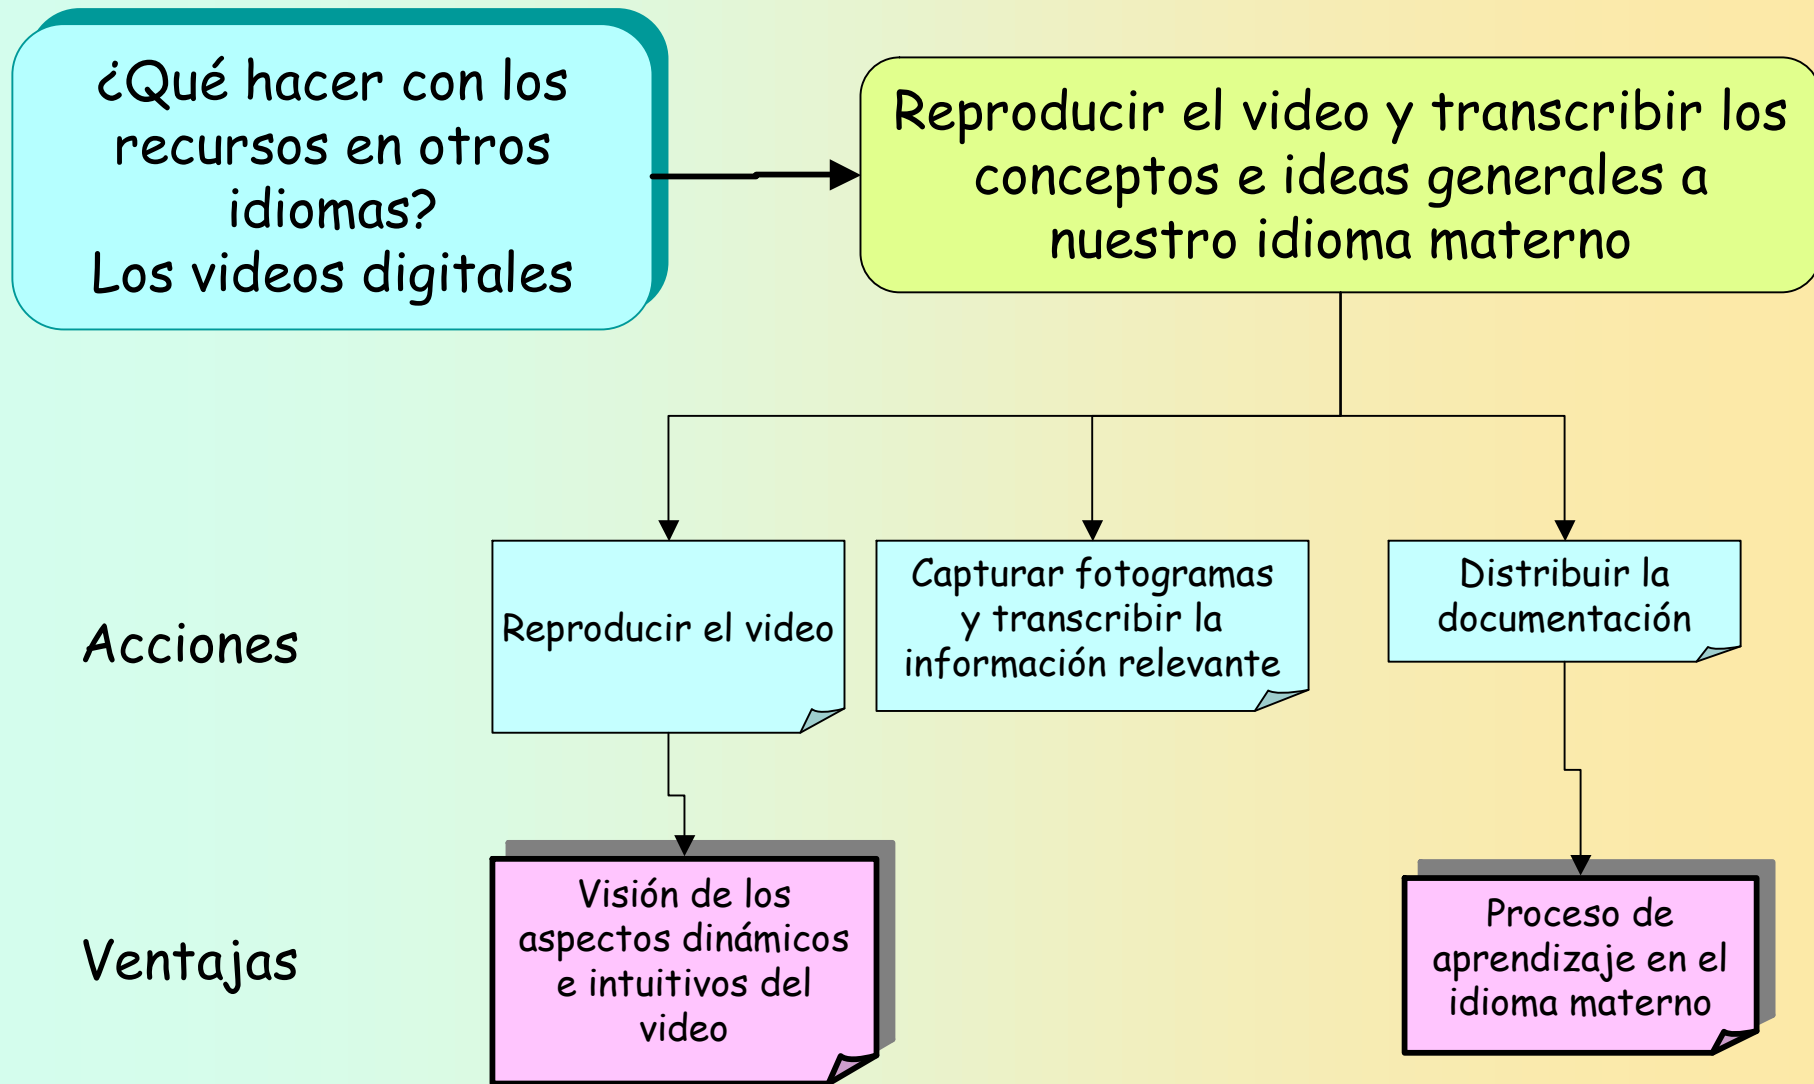 ¿Qué hacer con los
recursos en otros
idiomas?
Los videos digitales
Reproducir el video y transcribir los
conceptos e ideas generales a
nuestro idioma materno
Acciones
Reproducir el video
Capturar fotogramas
y transcribir la
información relevante
Distribuir la
documentación
Ventajas
Visión de los
aspectos dinámicos
e intuitivos del
video
Proceso de
aprendizaje en el
idioma materno